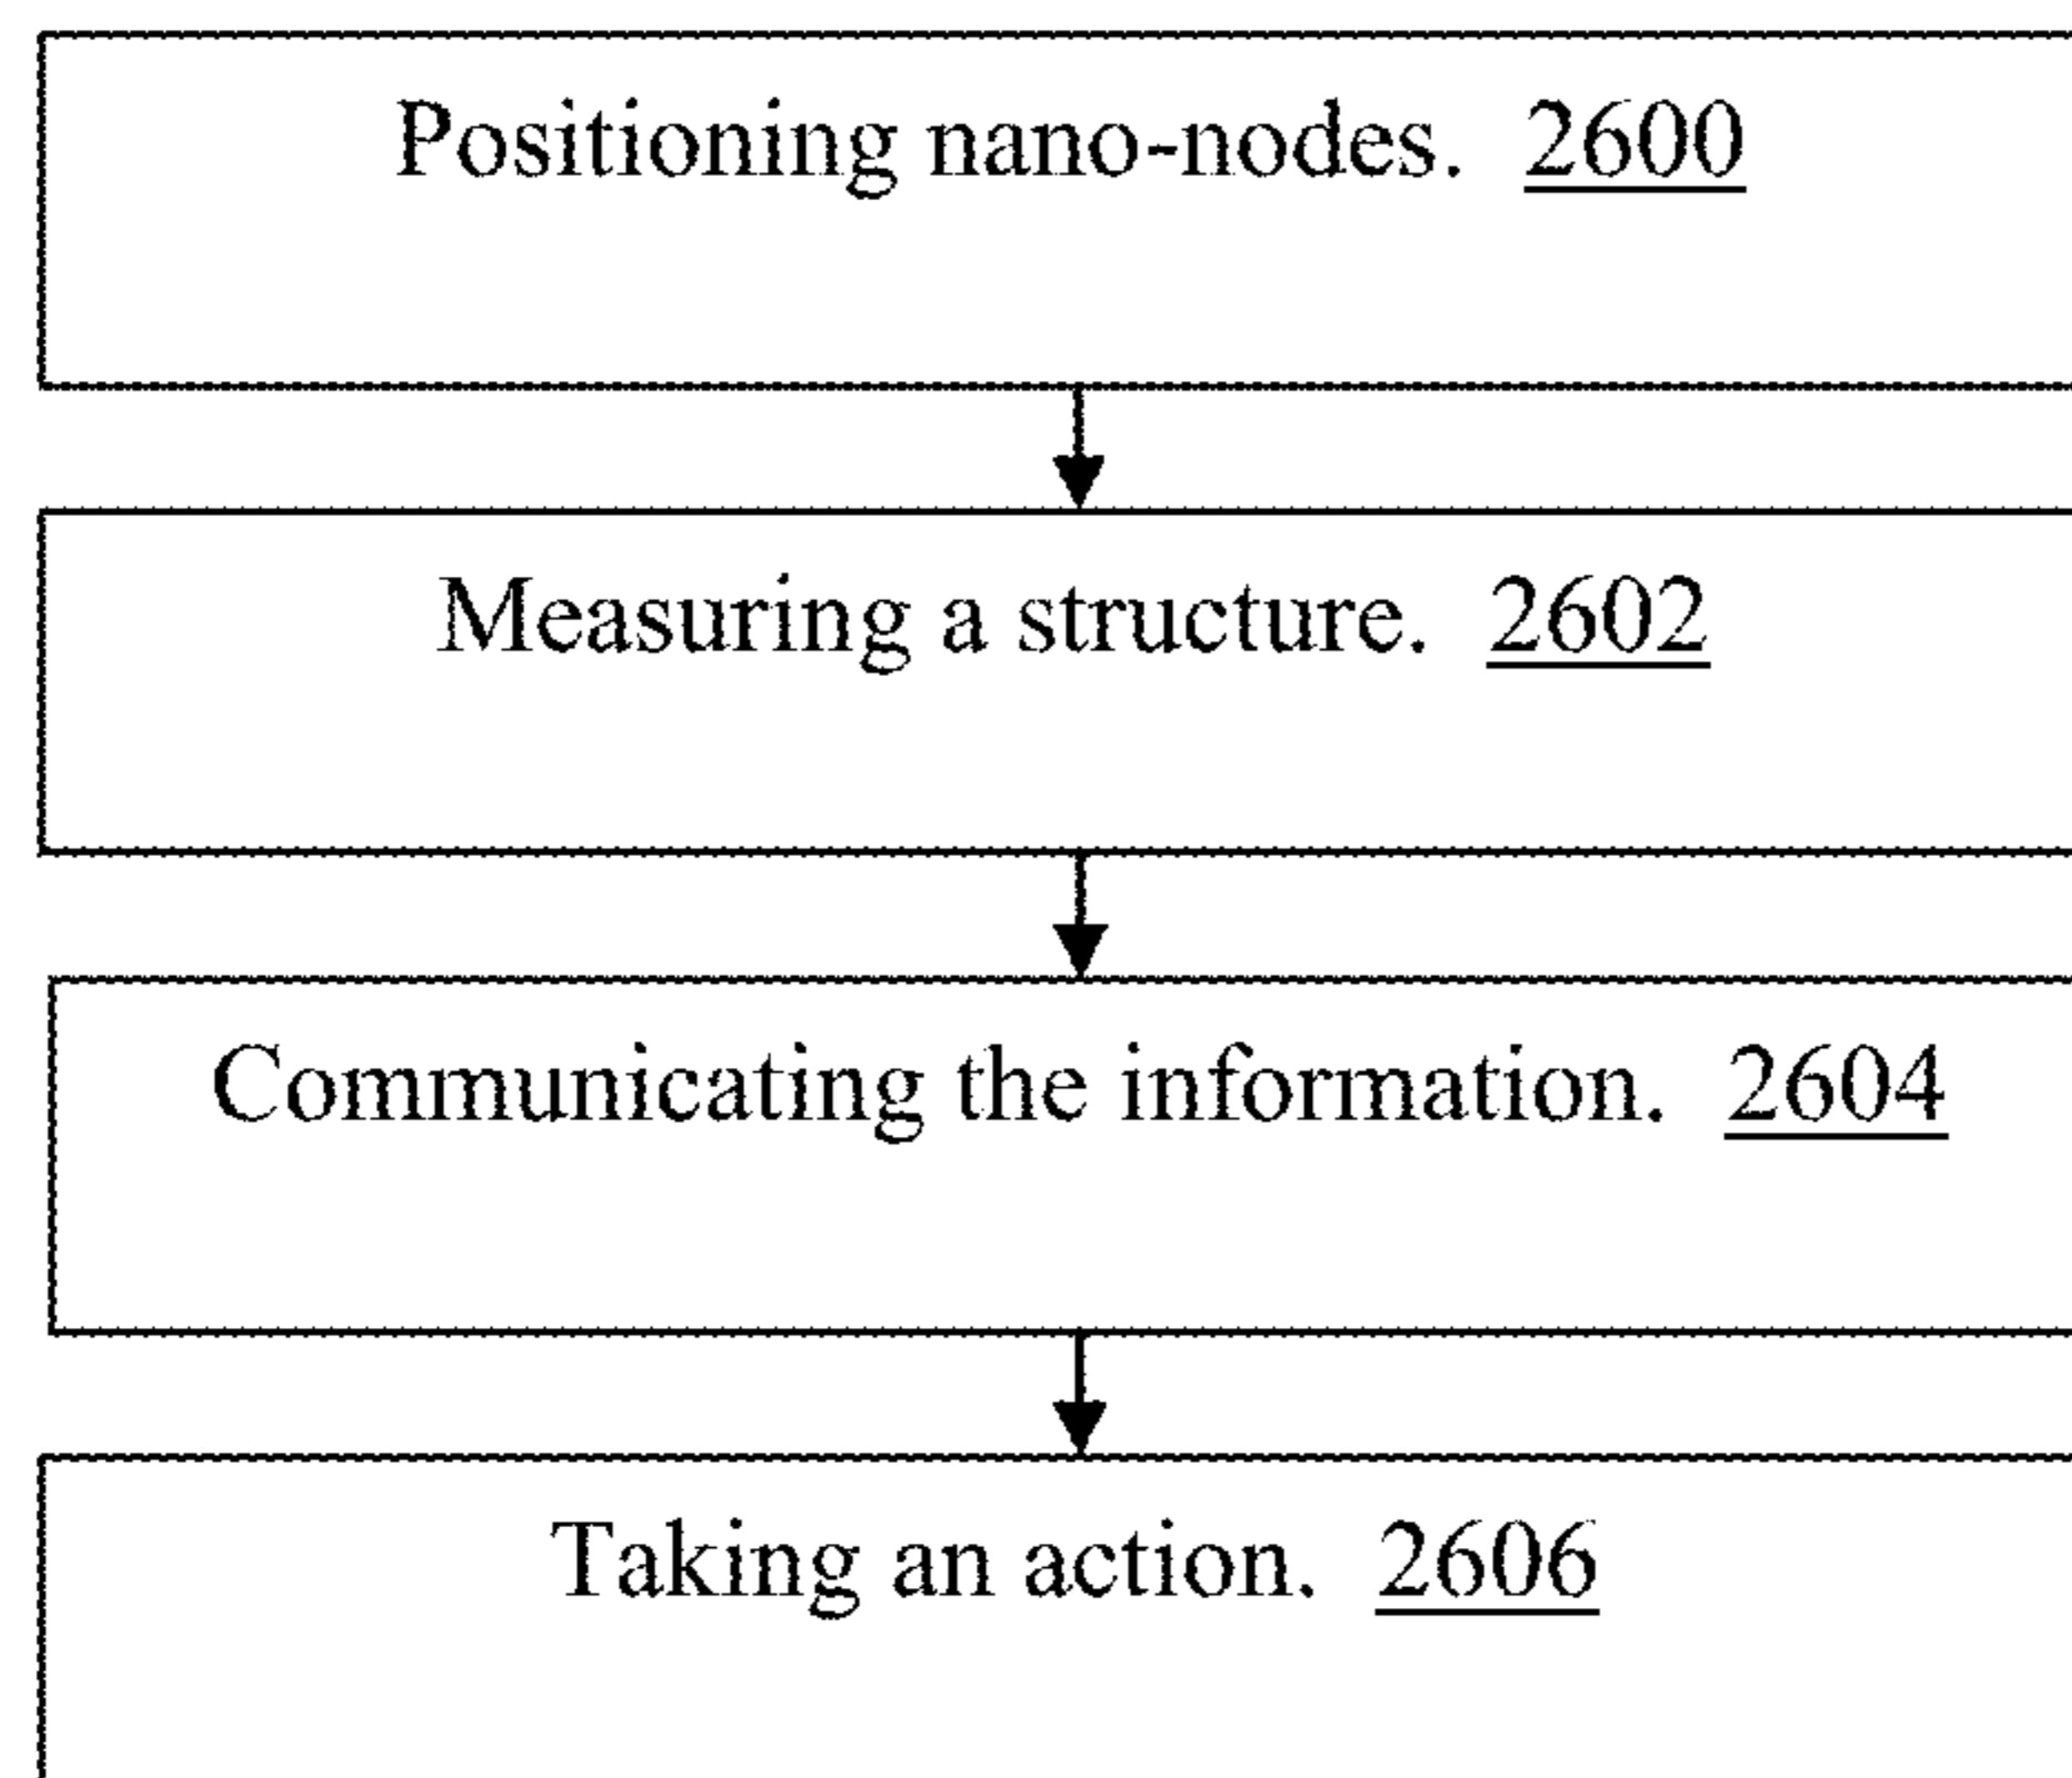 Positioning nano-nodes. 2600
Measuring a structure. 2602
Communicating the information. 2604
Taking an action. 2606